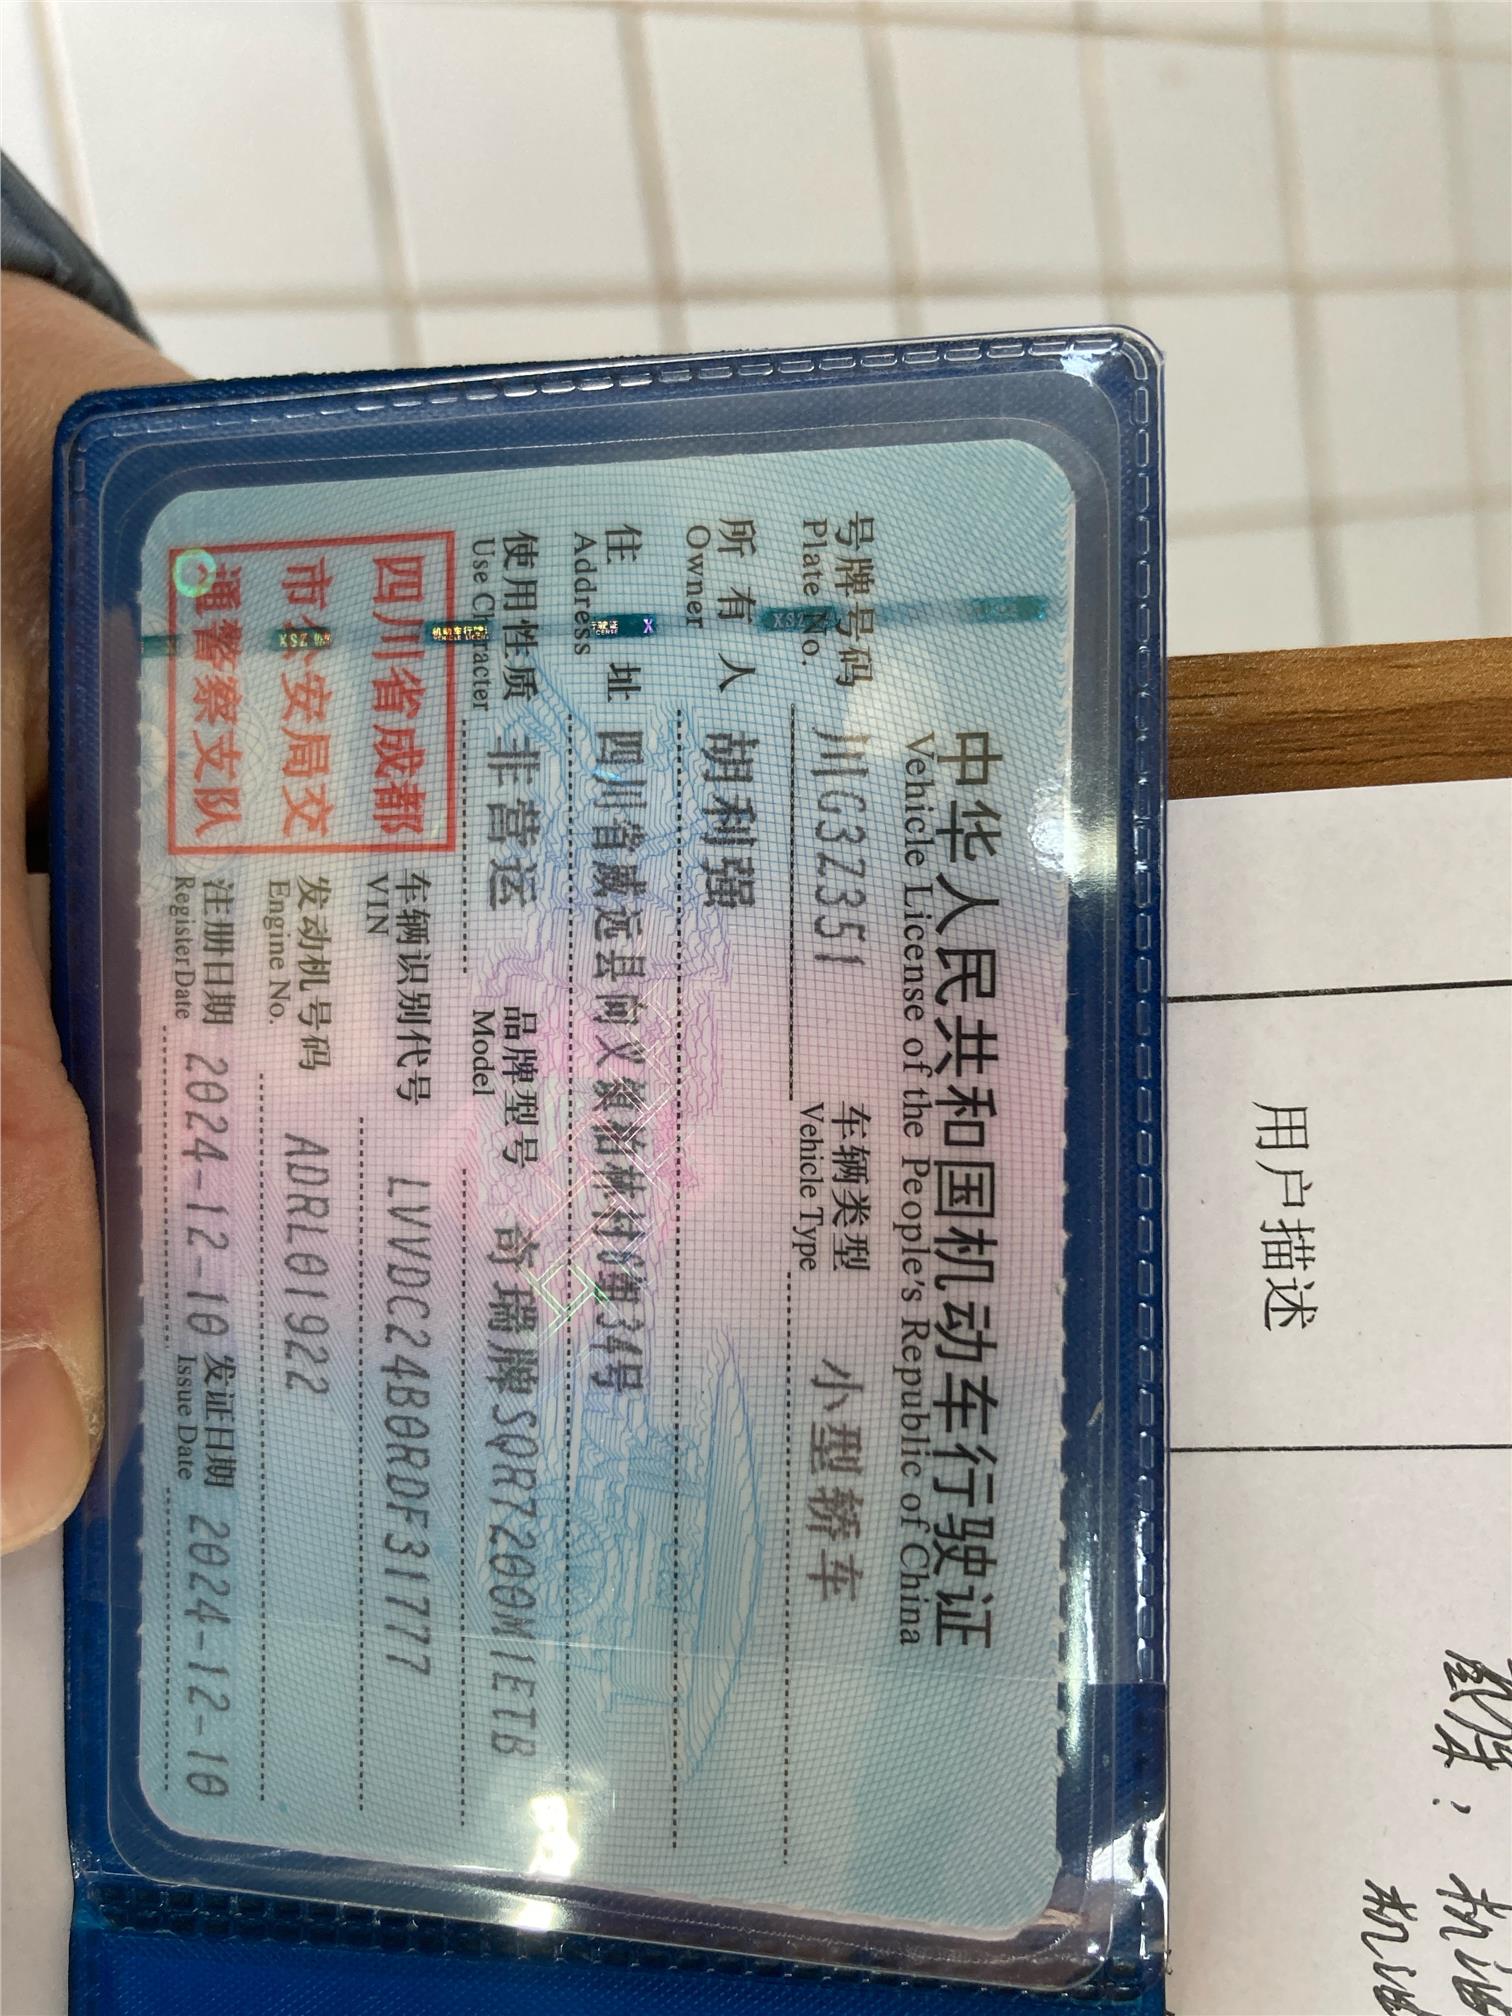 中华人民共和国机动车行驶证
Vehicle License of the People's Republic of China
号牌号码 川G3Z351 车辆类型 小型轿车
Plate No. Vehicle Type
所有人 胡利强
Owner
住址 四川省威远县向义镇 村6组34号
Address
使用性质 非营运 品牌型号 奇瑞牌SQR7200M1ETB
Use Character Model
四川省成都
市公安局交
通警察支队
车辆识别代号 LVVDC24B0RDF31777
VIN
发动机号码 ADRL01922
Engine No.
注册日期 2024-12-10 发证日期 2024-12-10
Register Date Issue Date
用户描述
机油
机油